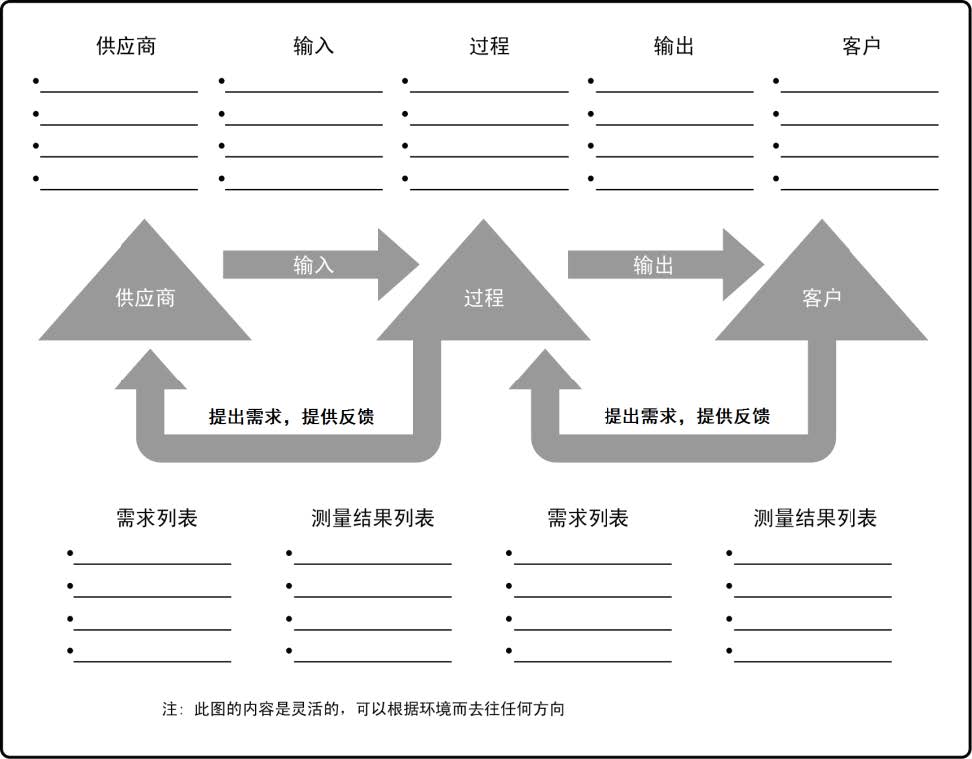 供应商
输入
过程
输出
客户
供应商
输入
过程
输出
客户
提出需求，提供反馈
提出需求，提供反馈
需求列表
测量结果列表
需求列表
测量结果列表
注：此图的内容是灵活的，可以根据环境而去往任何方向